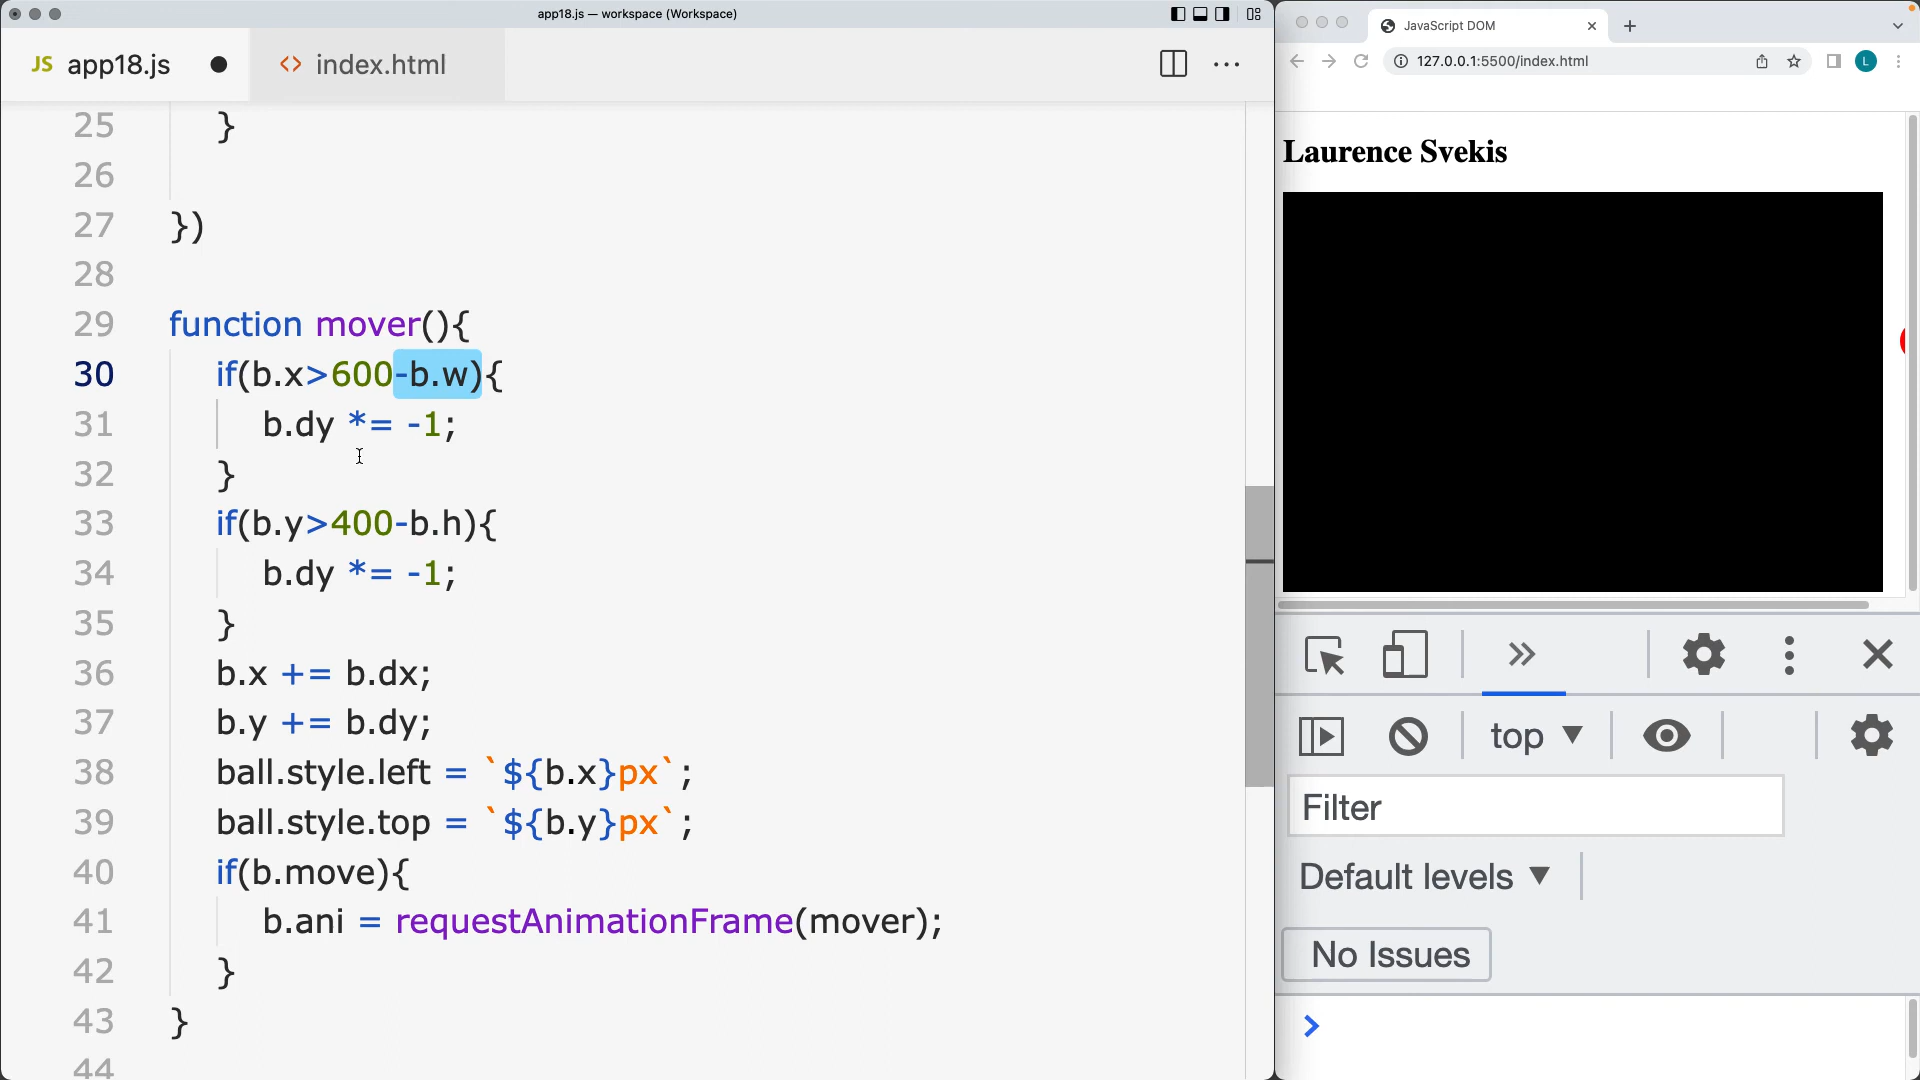 app18.js — workspace (Workspace)
JS app18.js
<> index.html
25 }
26
27 })
28
29 function mover(){
30 if(b.x>600-b.w){
31 b.dy *= -1;
32 }
33 if(b.y>400-b.h){
34 b.dy *= -1;
35 }
36 b.x += b.dx;
37 b.y += b.dy;
38 ball.style.left = `${b.x}px`;
39 ball.style.top = `${b.y}px`;
40 if(b.move){
41 b.ani = requestAnimationFrame(mover);
42 }
43 }
44
JavaScript DOM
127.0.0.1:5500/index.html
L
Laurence Svekis
top
Filter
Default levels
No Issues